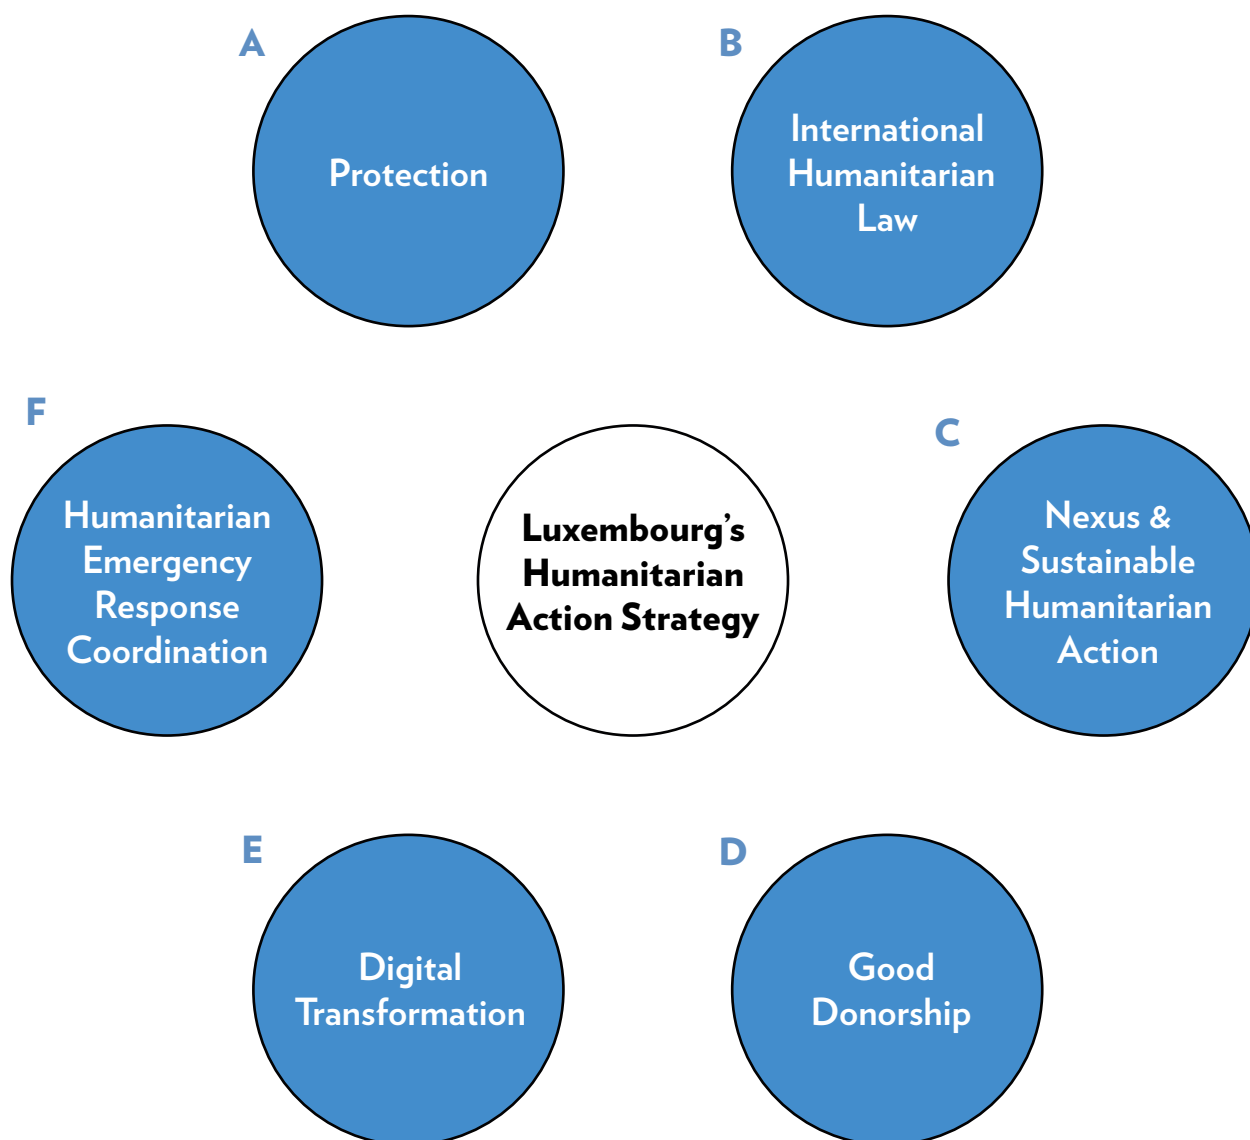 A
Protection
B
International
Humanitarian
Law
C
Nexus &
Sustainable
Humanitarian
Action
D
Good
Donorship
E
Digital
Transformation
F
Humanitarian
Emergency
Response
Coordination
Luxembourg’s
Humanitarian
Action Strategy